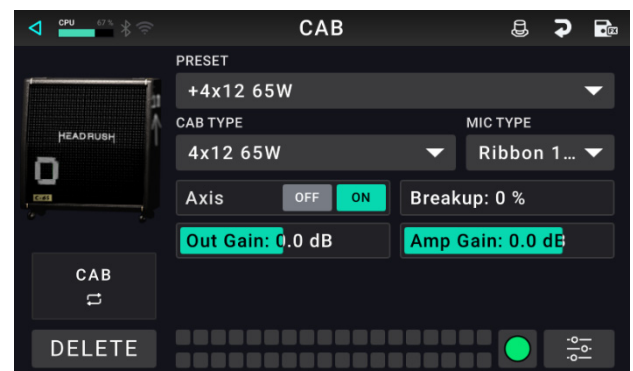 CPU 67% CAB
PRESET
+4x12 65W
CAB TYPE MIC TYPE
4x12 65W Ribbon 1...
HEADRUSH
Axis OFF ON Breakup: 0 %
Out Gain: 0.0 dB Amp Gain: 0.0 dB
CAB
DELETE